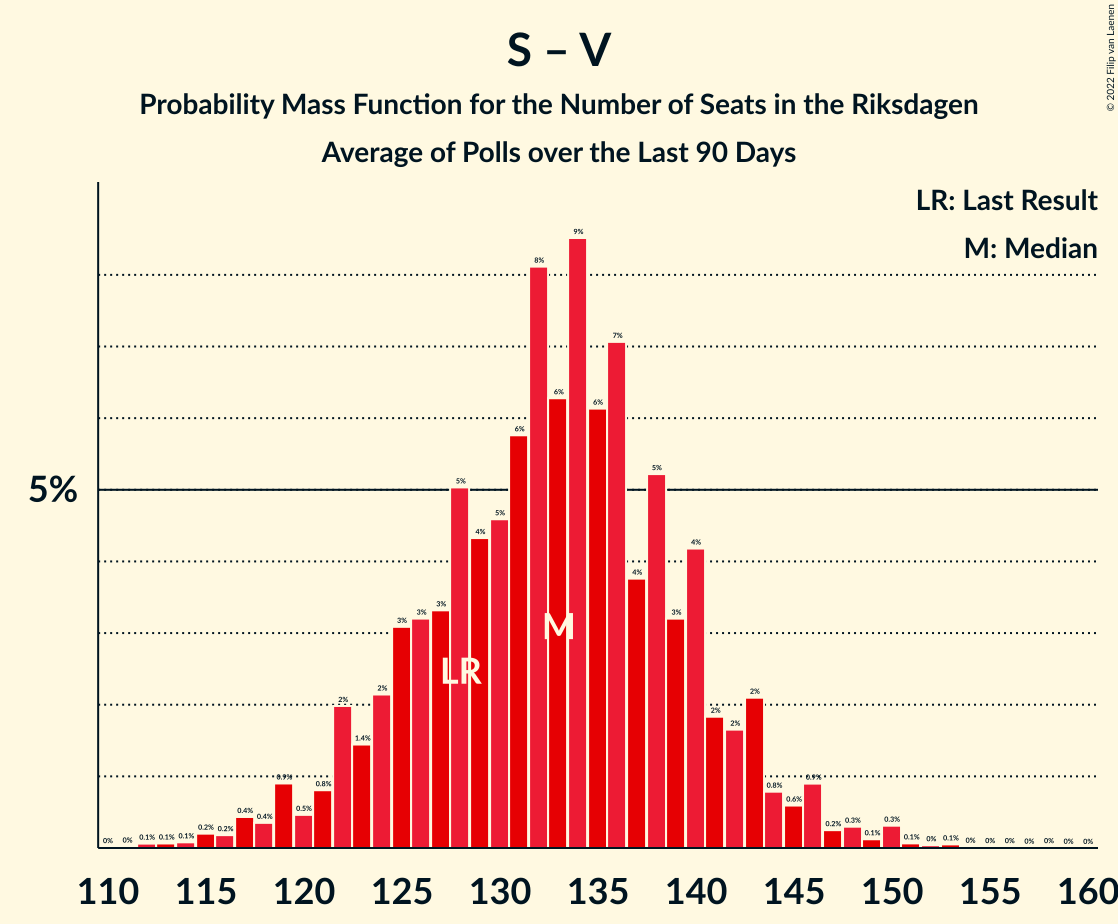 S – V
Probability Mass Function for the Number of Seats in the Riksdagen
Average of Polls over the Last 90 Days
© 2022 Filip van Laenen
LR: Last Result
M: Median
5%
0% 0% 0.1% 0.1% 0.1% 0.2% 0.2% 0.4% 0.4% 0.9% 0.5% 0.8% 2% 1.4% 2% 3% 3% 3% 5% 4% 5% 6% 8% 6% 9% 6% 7% 4% 5% 3% 4% 2% 2% 2% 0.8% 0.6% 0.9% 0.2% 0.3% 0.1% 0.3% 0.1% 0% 0.1% 0% 0% 0% 0% 0% 0% 0%
M
LR
110 115 120 125 130 135 140 145 150 155 160